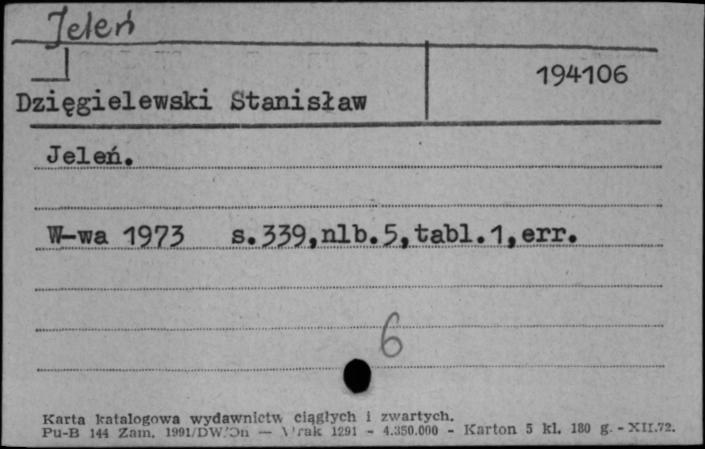 Jeleń
194106
Dzięgielewski Stanisław
Jeleń.
W-wa 1973 s.339,nlb.5,tabl.1,err.
6
Karta katalogowa wydawnictw ciągłych i zwartych.
Pu-B 144 Zam. 1991/DW/On — 1291 - 4.350.000 - Karton 5 kl. 180 g. - XII.72.